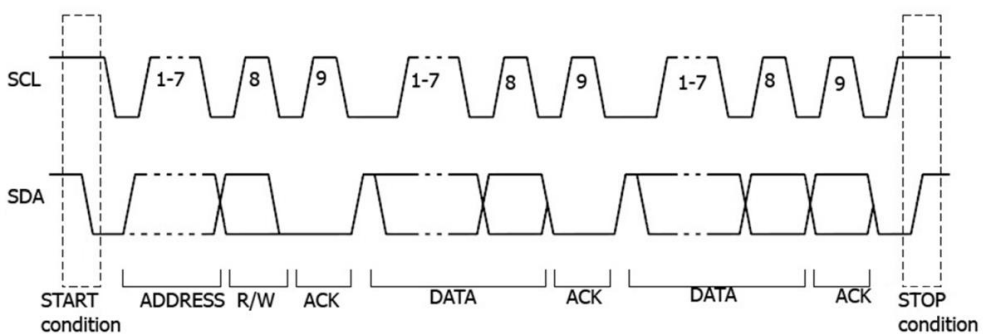 SCL
1-7 8 9 1-7 8 9 1-7 8 9
SDA
START condition
ADDRESS R/W ACK DATA ACK DATA ACK
STOP condition